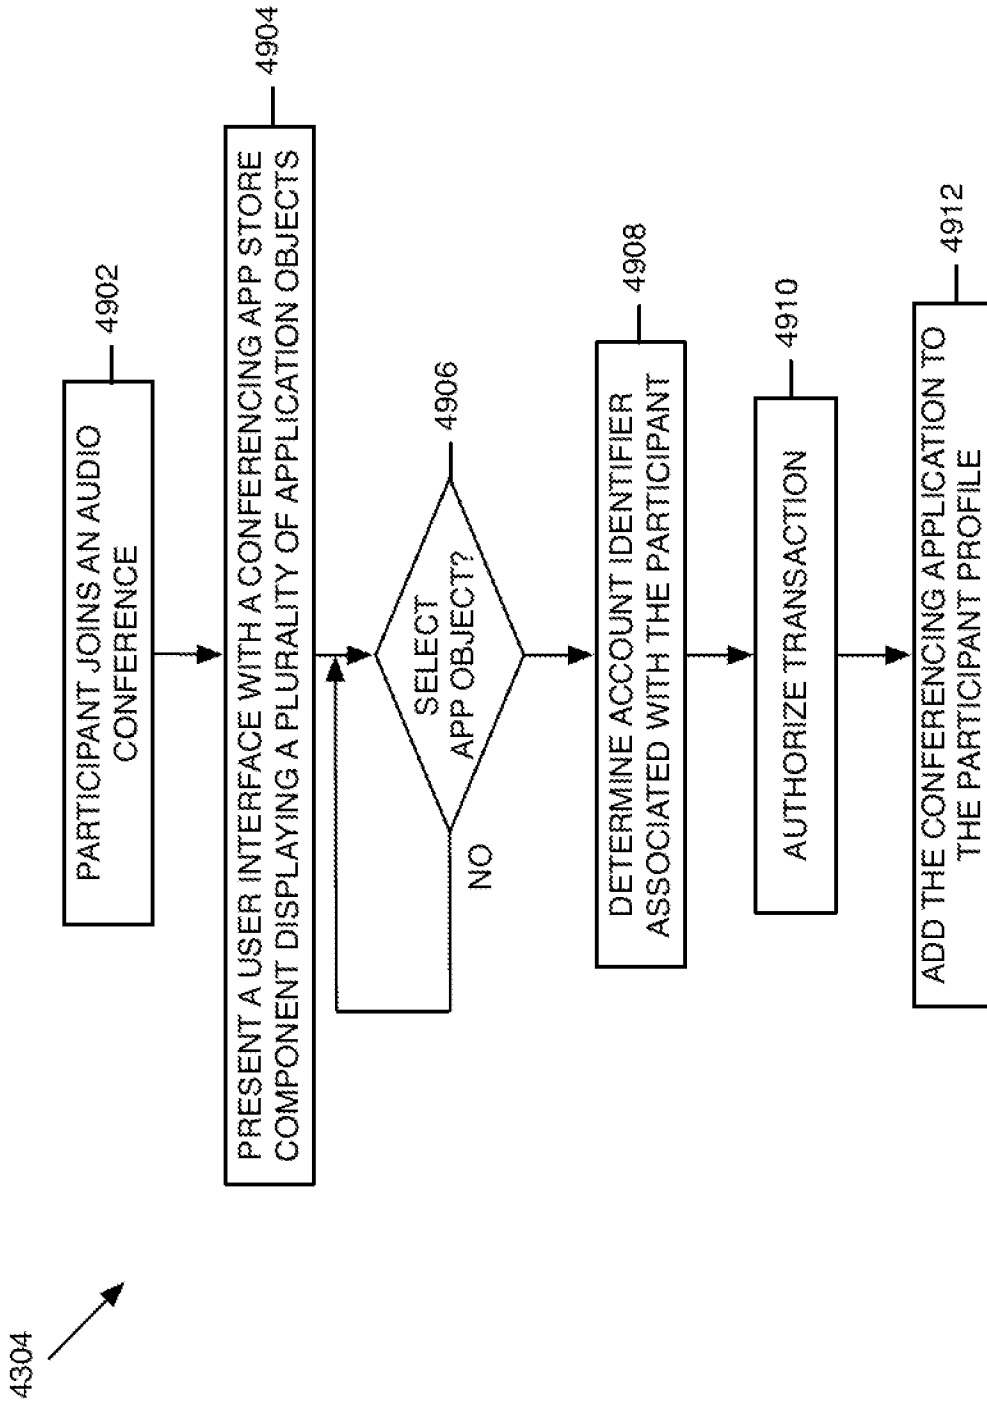 4304
PARTICIPANT JOINS AN AUDIO
CONFERENCE
4902
PRESENT A USER INTERFACE WITH A CONFERENCING APP STORE
COMPONENT DISPLAYING A PLURALITY OF APPLICATION OBJECTS
4904
SELECT
APP OBJECT?
4906
NO
DETERMINE ACCOUNT IDENTIFIER
ASSOCIATED WITH THE PARTICIPANT
4908
AUTHORIZE TRANSACTION
4910
ADD THE CONFERENCING APPLICATION TO
THE PARTICIPANT PROFILE
4912